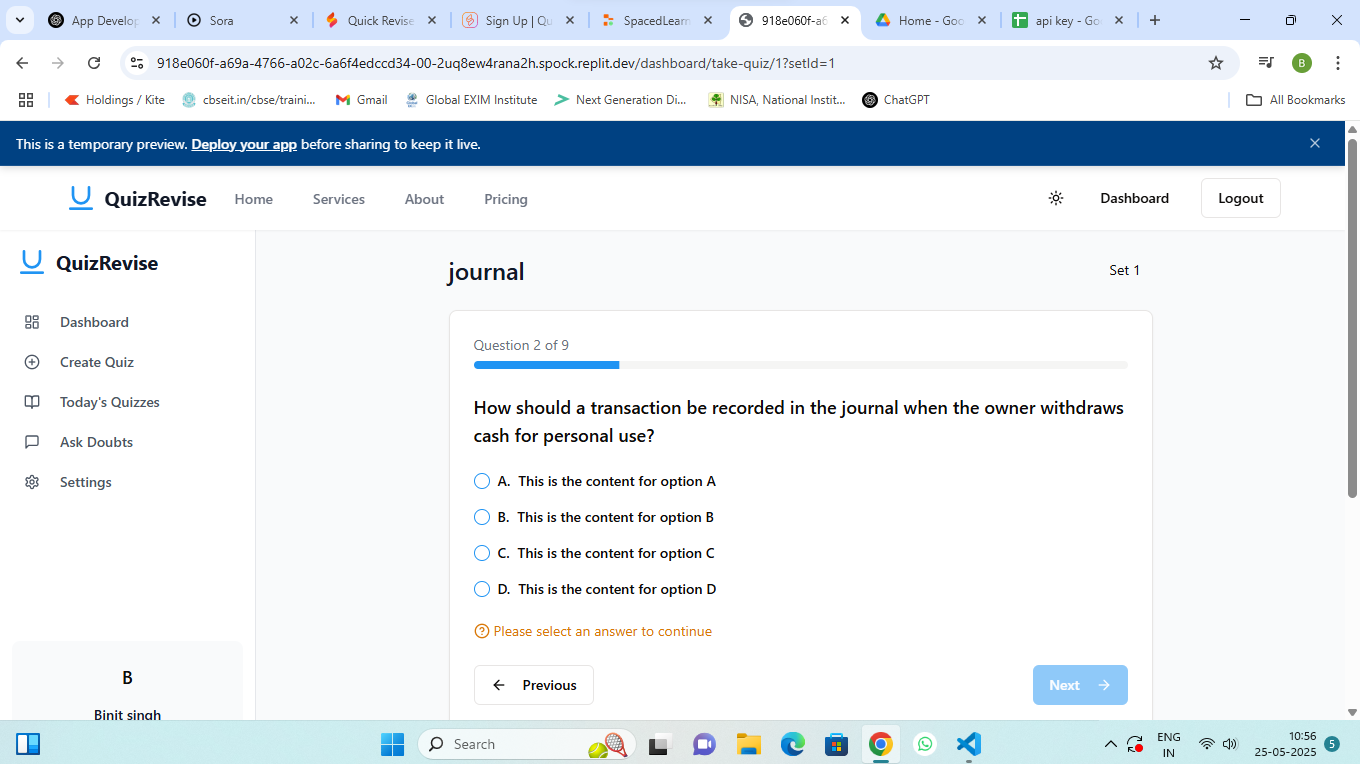 App Develop
Sora
Quick Revise
Sign Up | Qu
SpacedLearn
918e060f-a6
Home - Goo
api key - Go
918e060f-a69a-4766-a02c-6a6f4edccd34-00-2uq8ew4rana2h.spock.replit.dev/dashboard/take-quiz/1?setId=1
B
Holdings / Kite
cbseit.in/cbse/traini...
Gmail
Global EXIM Institute
Next Generation Di...
NISA, National Instit...
ChatGPT
All Bookmarks
This is a temporary preview. Deploy your app before sharing to keep it live.
QuizRevise
Home
Services
About
Pricing
Dashboard
Logout
QuizRevise
Dashboard
Create Quiz
Today's Quizzes
Ask Doubts
Settings
B
Binit singh
journal
Set 1
Question 2 of 9
How should a transaction be recorded in the journal when the owner withdraws
cash for personal use?
A. This is the content for option A
B. This is the content for option B
C. This is the content for option C
D. This is the content for option D
Please select an answer to continue
Previous
Next
Search
ENG
IN
10:56
25-05-2025
5